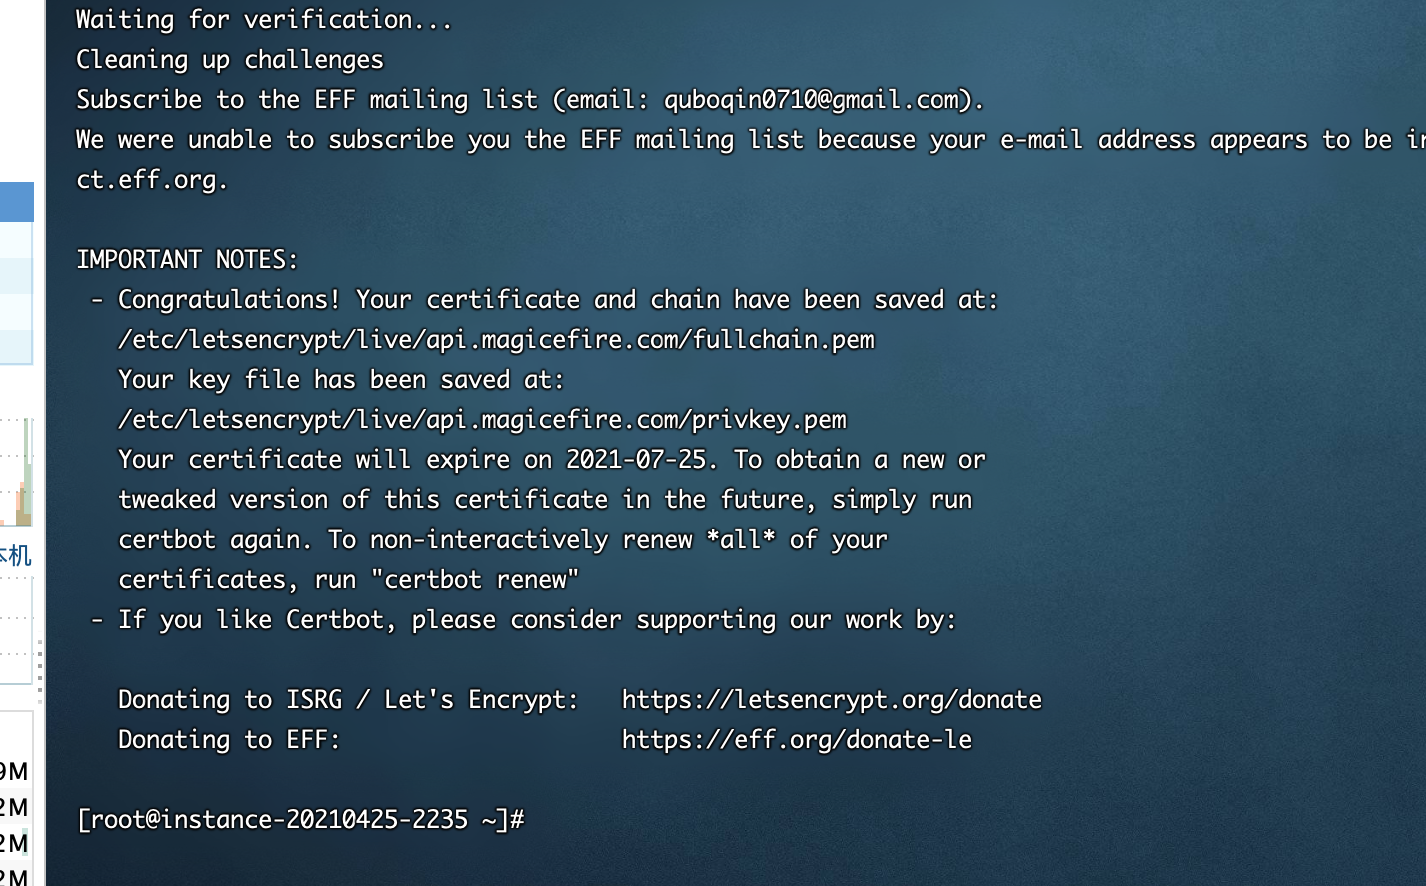 Waiting for verification...
Cleaning up challenges
Subscribe to the EFF mailing list (email: quboqin0710@gmail.com).
We were unable to subscribe you the EFF mailing list because your e-mail address appears to be
ct.eff.org.
IMPORTANT NOTES:
- Congratulations! Your certificate and chain have been saved at:
/etc/letsencrypt/live/api.magicefire.com/fullchain.pem
Your key file has been saved at:
/etc/letsencrypt/live/api.magicefire.com/privkey.pem
Your certificate will expire on 2021-07-25. To obtain a new or
tweaked version of this certificate in the future, simply run
certbot again. To non-interactively renew *all* of your
certificates, run "certbot renew"
- If you like Certbot, please consider supporting our work by:
Donating to ISRG / Let's Encrypt:   https://letsencrypt.org/donate
Donating to EFF:                    https://eff.org/donate-le
[root@instance-20210425-2235 ~]#
本机
9M
2M
2M
2M